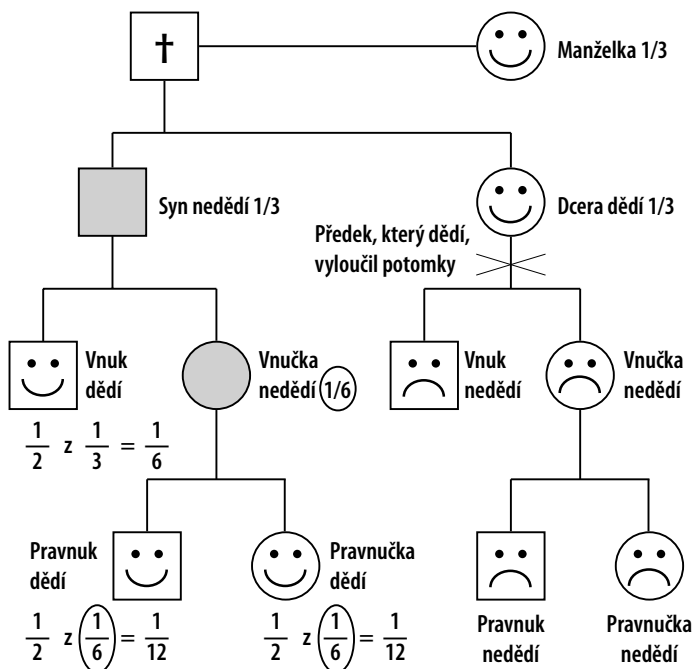 †
Manželka 1/3
Syn nedědí 1/3
Dcera dědí 1/3
Předek, který dědí,
vyloučil potomky
Vnuk
dědí
1/2 z 1/3 = 1/6
Vnučka
nedědí 1/6
Vnuk
nedědí
Vnučka
nedědí
Pravnuk
dědí
1/2 z 1/6 = 1/12
Pravnučka
dědí
1/2 z 1/6 = 1/12
Pravnuk
nedědí
Pravnučka
nedědí